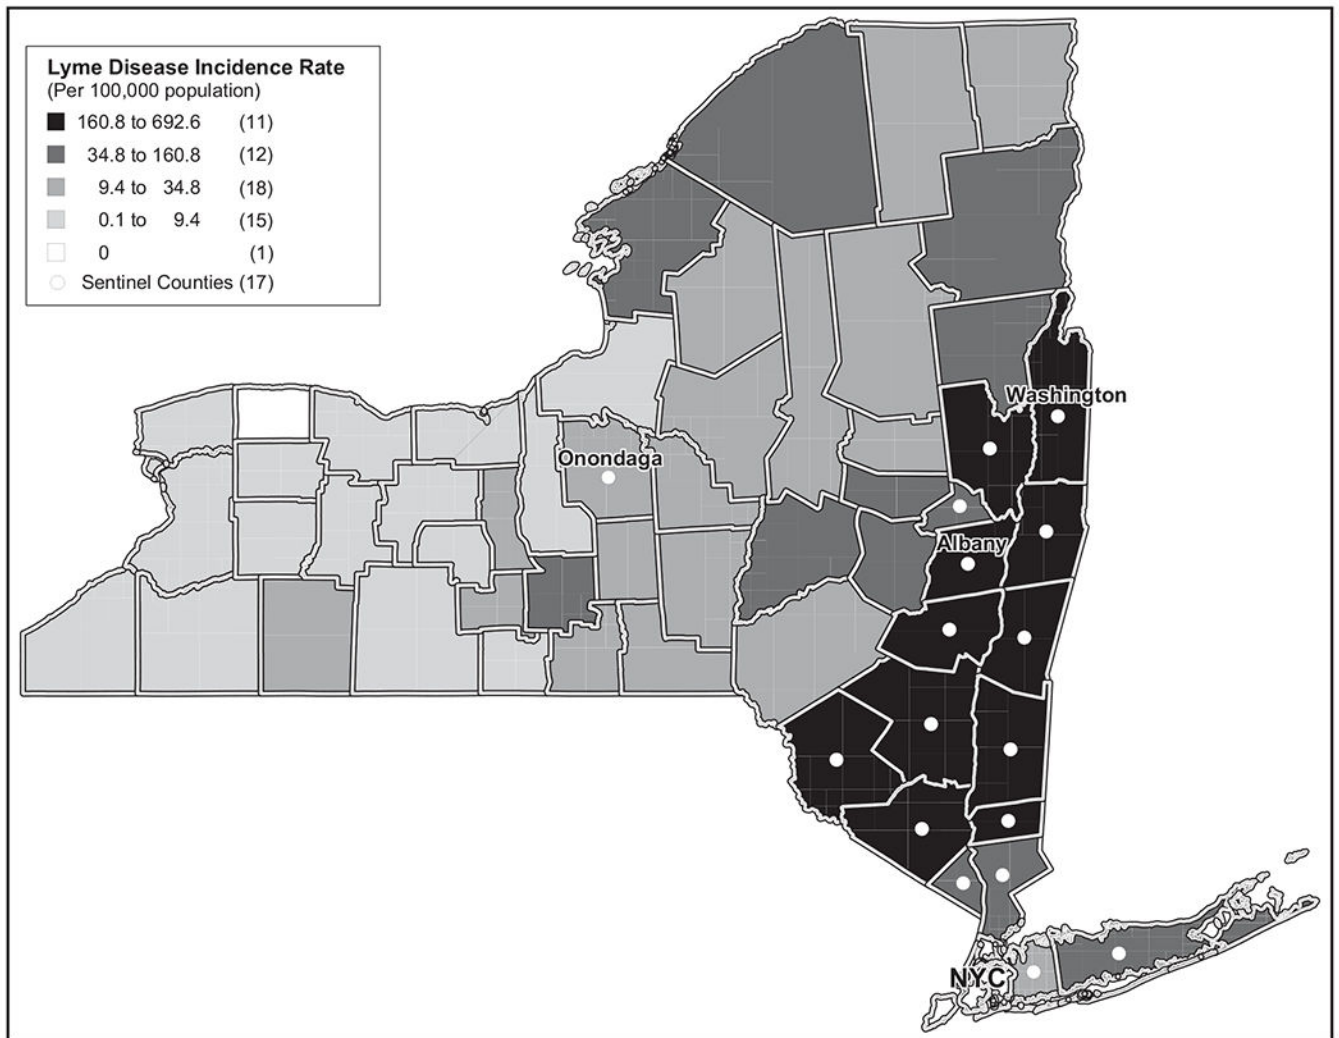 Lyme Disease Incidence Rate
(Per 100,000 population)
160.8 to 692.6 (11)
34.8 to 160.8 (12)
9.4 to 34.8 (18)
0.1 to 9.4 (15)
0 (1)
Sentinel Counties (17)
Washington
Onondaga
Albany
NYC